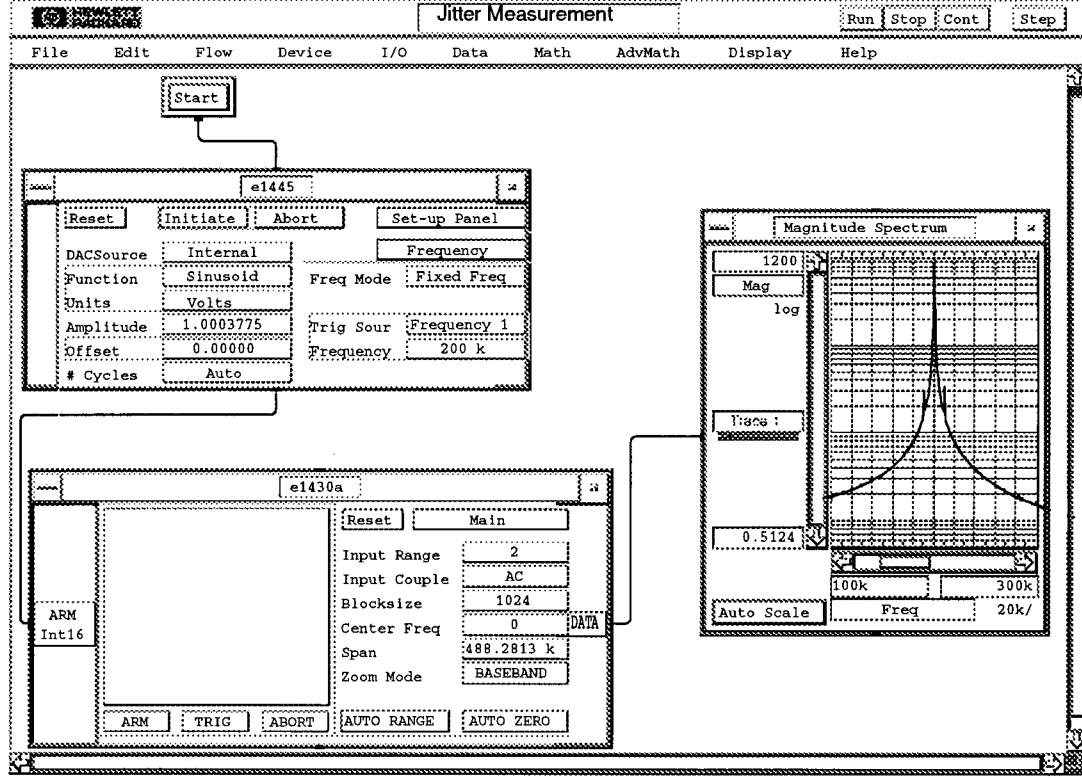 Jitter Measurement
Run Stop Cont Step
File Edit Flow Device I/O Data Math AdvMath Display Help
Start
e1445
Reset Initiate Abort Set-up Panel
Frequency
DACSource Internal
Function Sinusoid Freq Mode Fixed Freq
Units Volts
Amplitude 1.0003775 Trig Sour Frequency 1
Offset 0.00000 Frequency 200 k
# Cycles Auto
Magnitude Spectrum
1200
Mag
log
0.5124
100k 300k
Auto Scale Freq 20k/
e1430a
Reset Main
Input Range 2
Input Couple AC
Blocksize 1024
Center Freq 0
Span 488.2813 k
Zoom Mode BASEBAND
ARM
Int16
DATA
ARM TRIG ABORT AUTO RANGE AUTO ZERO